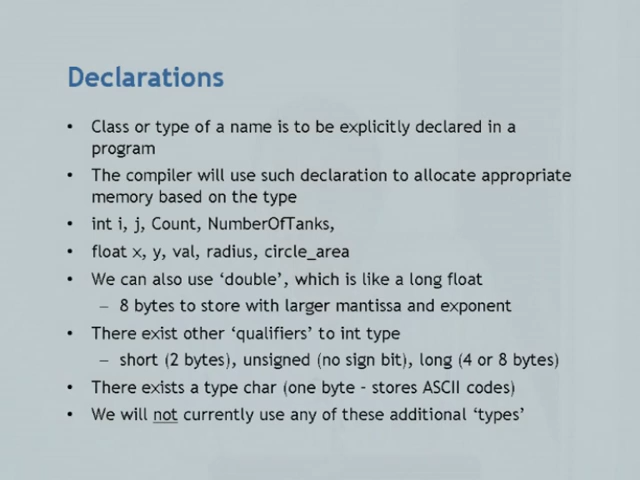 Declarations
• Class or type of a name is to be explicitly declared in a
program
• The compiler will use such declaration to allocate appropriate
memory based on the type
• int i, j, Count, NumberOfTanks,
• float x, y, val, radius, circle_area
• We can also use ‘double’, which is like a long float
– 8 bytes to store with larger mantissa and exponent
• There exist other ‘qualifiers’ to int type
– short (2 bytes), unsigned (no sign bit), long (4 or 8 bytes)
• There exists a type char (one byte – stores ASCII codes)
• We will not currently use any of these additional ‘types’